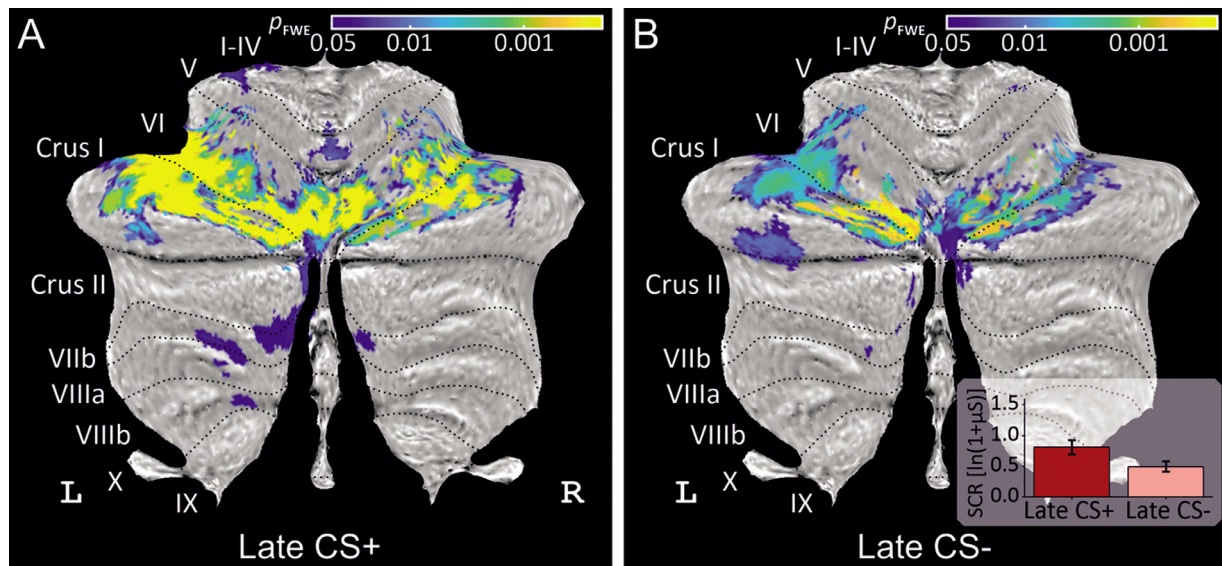 A
pFWE
0.05 0.01 0.001
I-IV
V
VI
Crus I
Crus II
VIIb
VIIIa
VIIIb
X
IX
L
R
Late CS+
B
pFWE
0.05 0.01 0.001
I-IV
V
VI
Crus I
Crus II
VIIb
VIIIa
VIIIb
X
IX
L
SCR [ln(1+µS)]
1.5
1.0
0.5
0.0
Late CS+ Late CS-
Late CS-